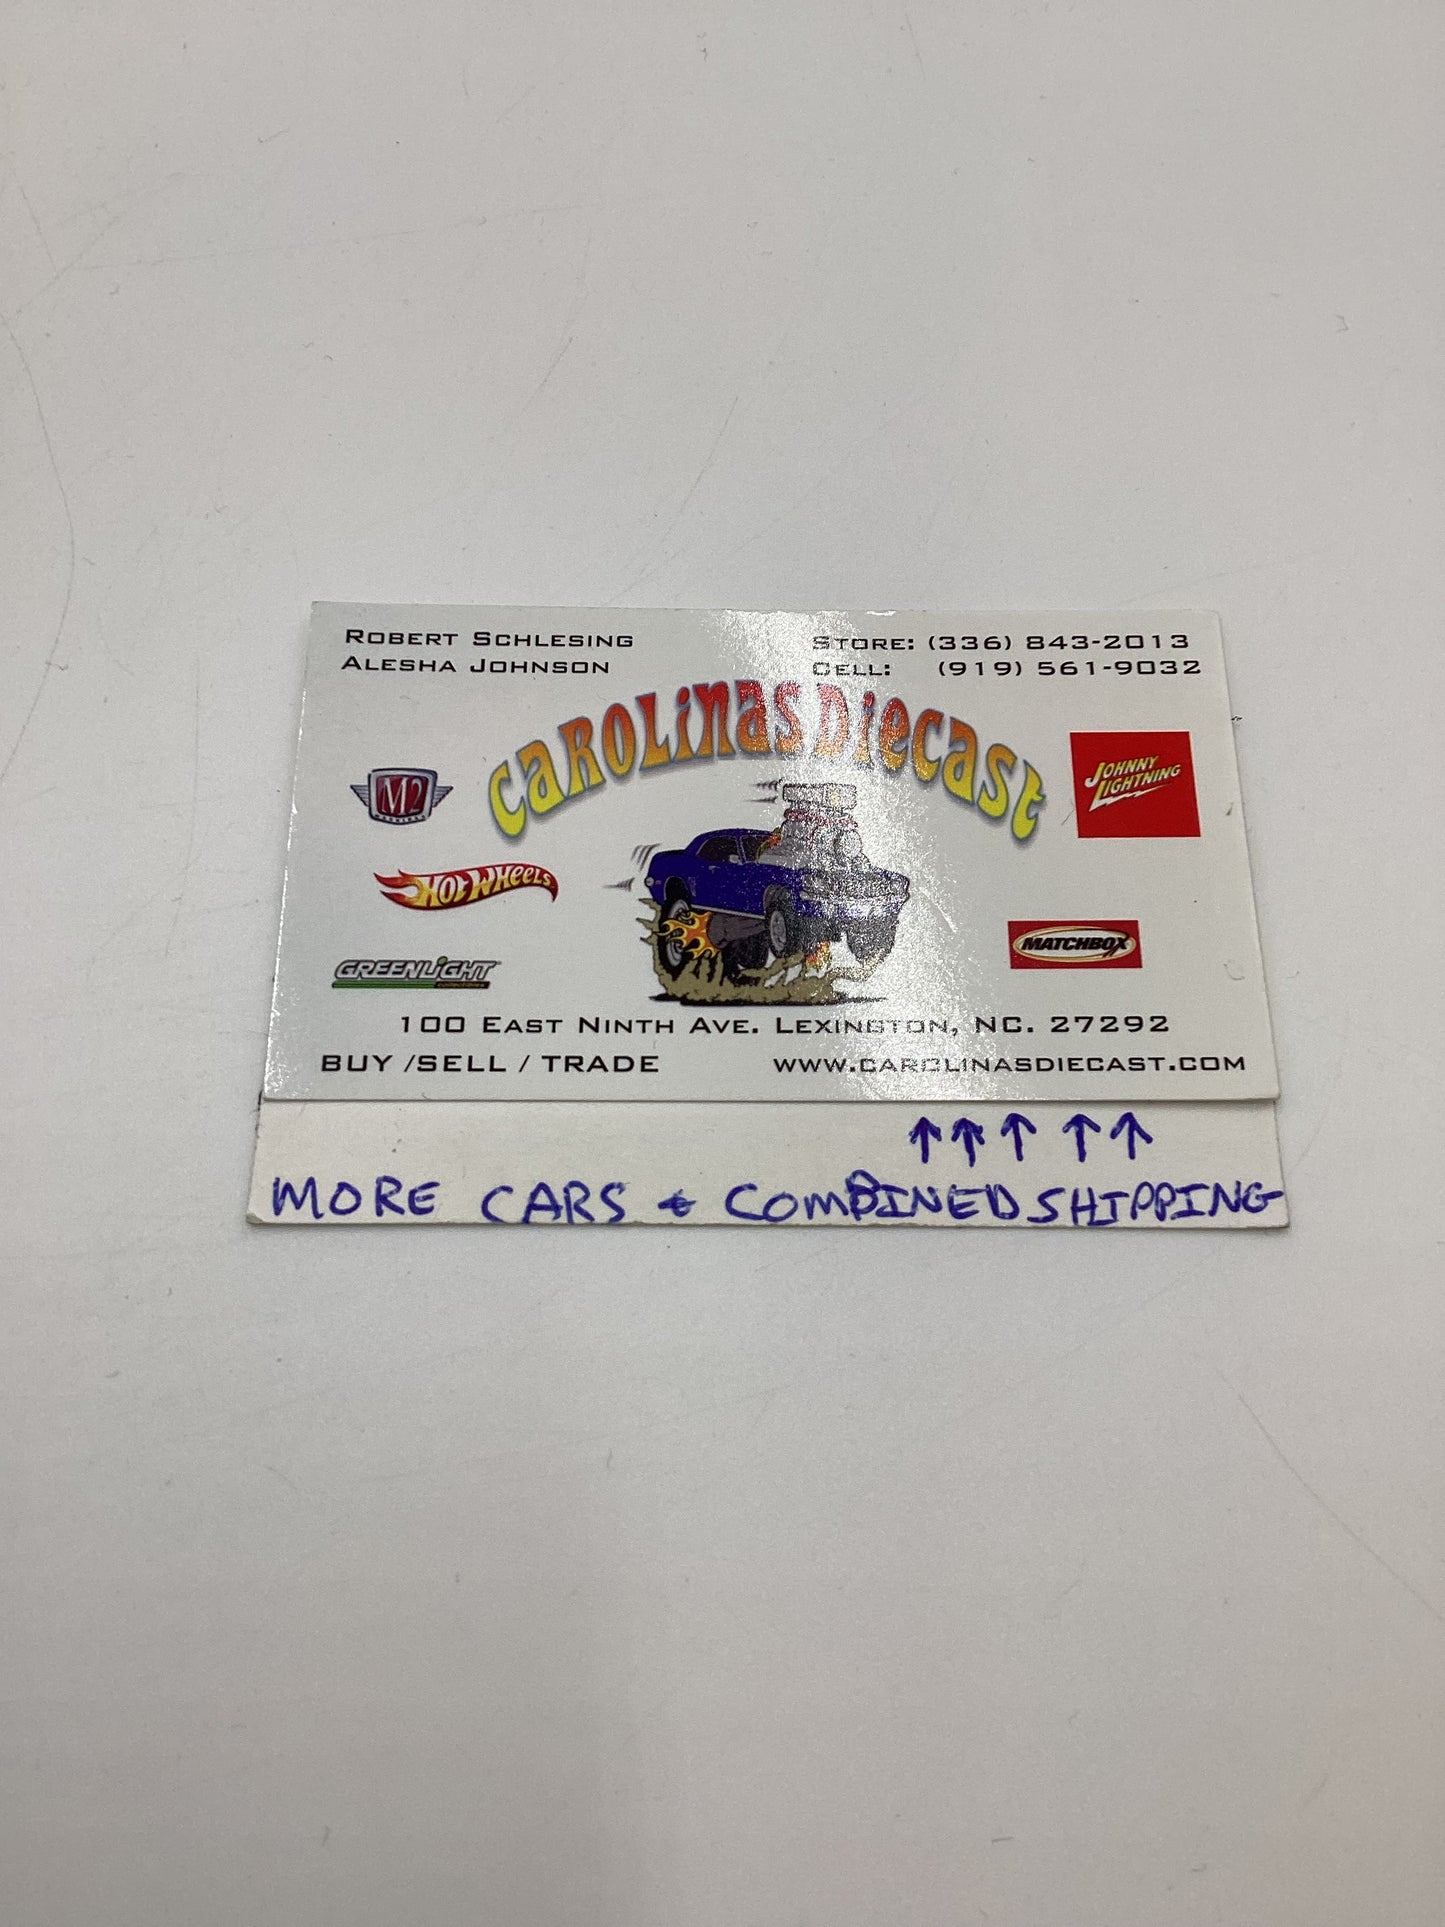 ROBERT SCHLESING
ALESHA JOHNSON
STORE: (336) 843-2013
CELL: (919) 561-9032
CAROLiNAS DiECAST
M2
MACHINES
JOHNNY
LIGHTNING
HOT WHEELS
MATCHBOX
GREENLiGHT
collectibles
100 EAST NINTH AVE. LEXINGTON, NC. 27292
BUY /SELL / TRADE
WWW.CAROLINASDIECAST.COM
↑ ↑ ↑ ↑ ↑
MORE CARS & COMBINED SHIPPING